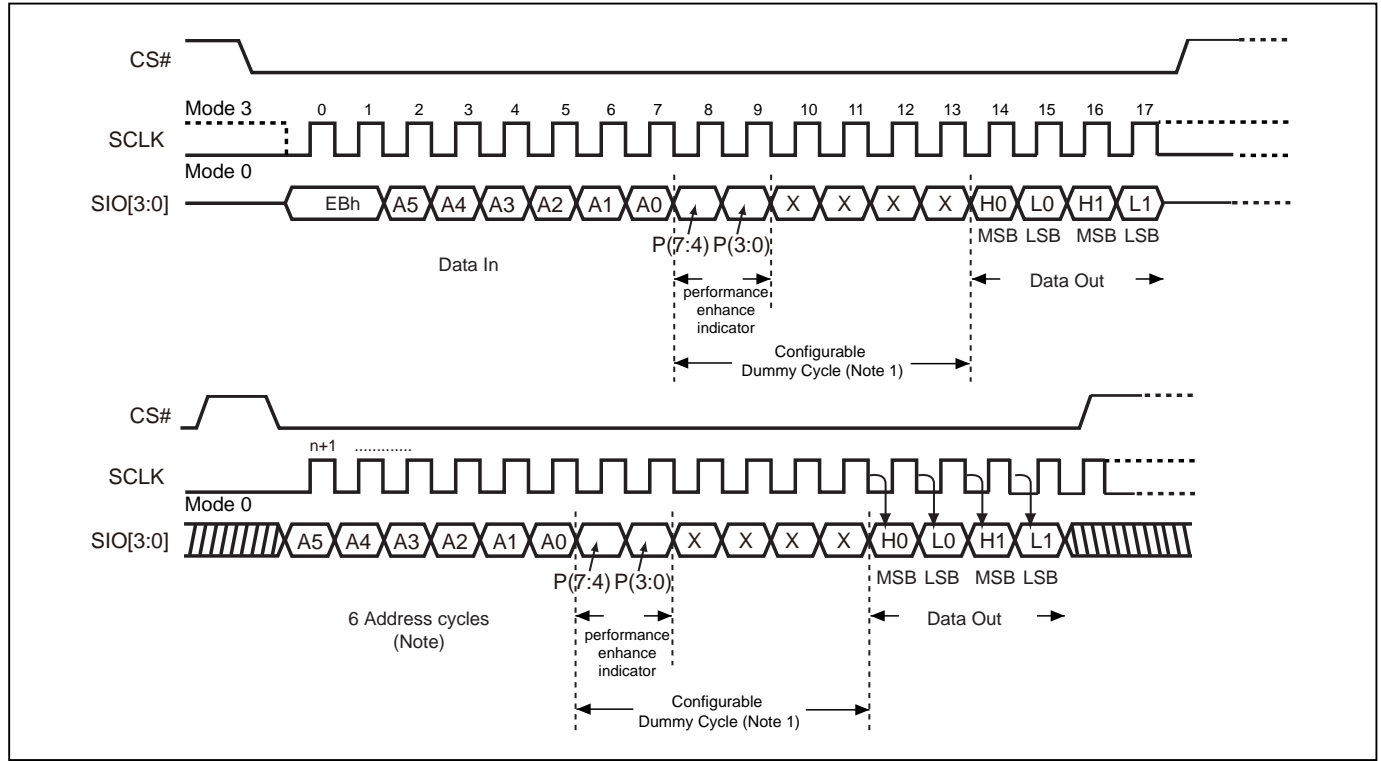 CS#
Mode 3
0 1 2 3 4 5 6 7 8 9 10 11 12 13 14 15 16 17
SCLK
Mode 0
SIO[3:0]
EBh A5 A4 A3 A2 A1 A0 X X X X H0 L0 H1 L1
P(7:4) P(3:0)
MSB LSB MSB LSB
Data In
Data Out
performance
enhance
indicator
Configurable
Dummy Cycle (Note 1)
CS#
n+1 .............
SCLK
Mode 0
SIO[3:0]
A5 A4 A3 A2 A1 A0 X X X X H0 L0 H1 L1
P(7:4) P(3:0)
MSB LSB MSB LSB
6 Address cycles
(Note)
Data Out
performance
enhance
indicator
Configurable
Dummy Cycle (Note 1)